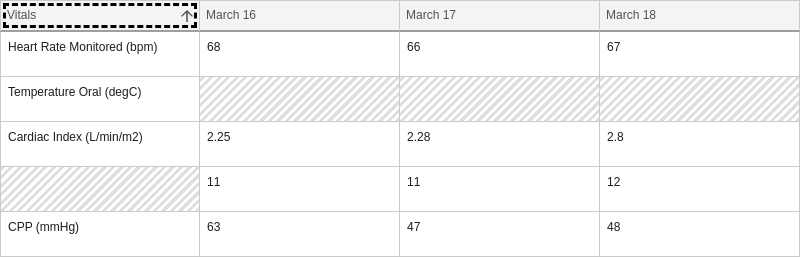 Vitals March 16 March 17 March 18
Heart Rate Monitored (bpm) 68 66 67
Temperature Oral (degC)
Cardiac Index (L/min/m2) 2.25 2.28 2.8
11 11 12
CPP (mmHg) 63 47 48